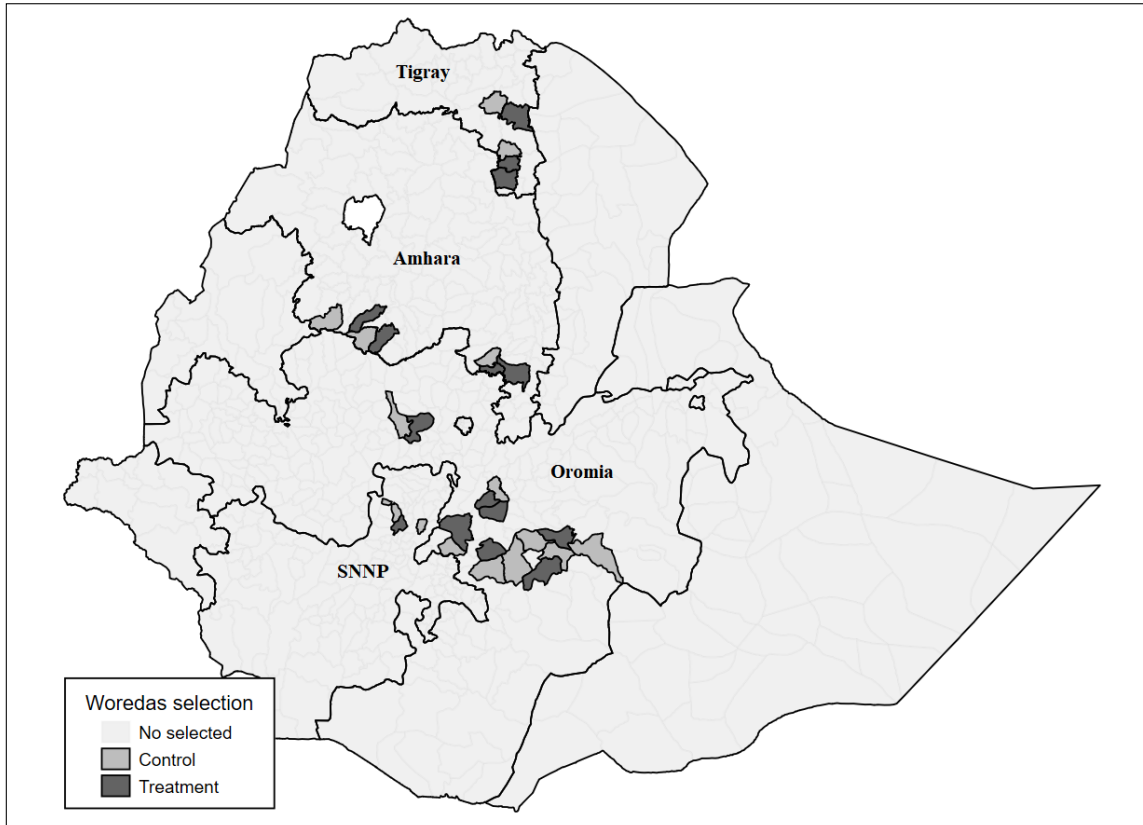 Tigray
Amhara
Oromia
SNNP
Woredas selection
No selected
Control
Treatment